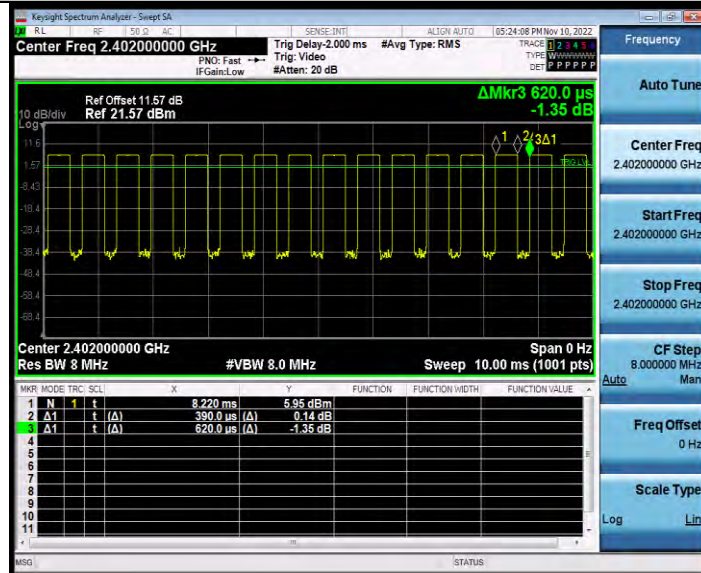 Keysight Spectrum Analyzer - Swept SA
RL RF 50 Ω AC SENSE:INT ALIGN AUTO 05:24:08 PM Nov 10, 2022
Center Freq 2.402000000 GHz
PNO: Fast
IFGain:Low
Trig Delay-2.000 ms
Trig: Video
#Atten: 20 dB
#Avg Type: RMS
TRACE 1 2 3 4 5 6
TYPE W
DET P P P P P P
ΔMkr3 620.0 µs
-1.35 dB
Ref Offset 11.57 dB
10 dB/div Ref 21.57 dBm
Log
11.6
1.57
-8.43
-18.4
-28.4
-38.4
-48.4
-58.4
-68.4
1
2
3Δ1
TRIG LVL
Center 2.402000000 GHz Span 0 Hz
Res BW 8 MHz #VBW 8.0 MHz Sweep 10.00 ms (1001 pts)
MKR MODE TRC SCL X Y FUNCTION FUNCTION WIDTH FUNCTION VALUE
1 N 1 t 8.220 ms 5.95 dBm
2 Δ1 t (Δ) 390.0 µs (Δ) 0.14 dB
3 Δ1 t (Δ) 620.0 µs (Δ) -1.35 dB
4
5
6
7
8
9
10
11
MSG STATUS
Frequency
Auto Tune
Center Freq
2.402000000 GHz
Start Freq
2.402000000 GHz
Stop Freq
2.402000000 GHz
CF Step
8.000000 MHz
Auto Man
Freq Offset
0 Hz
Scale Type
Log Lin